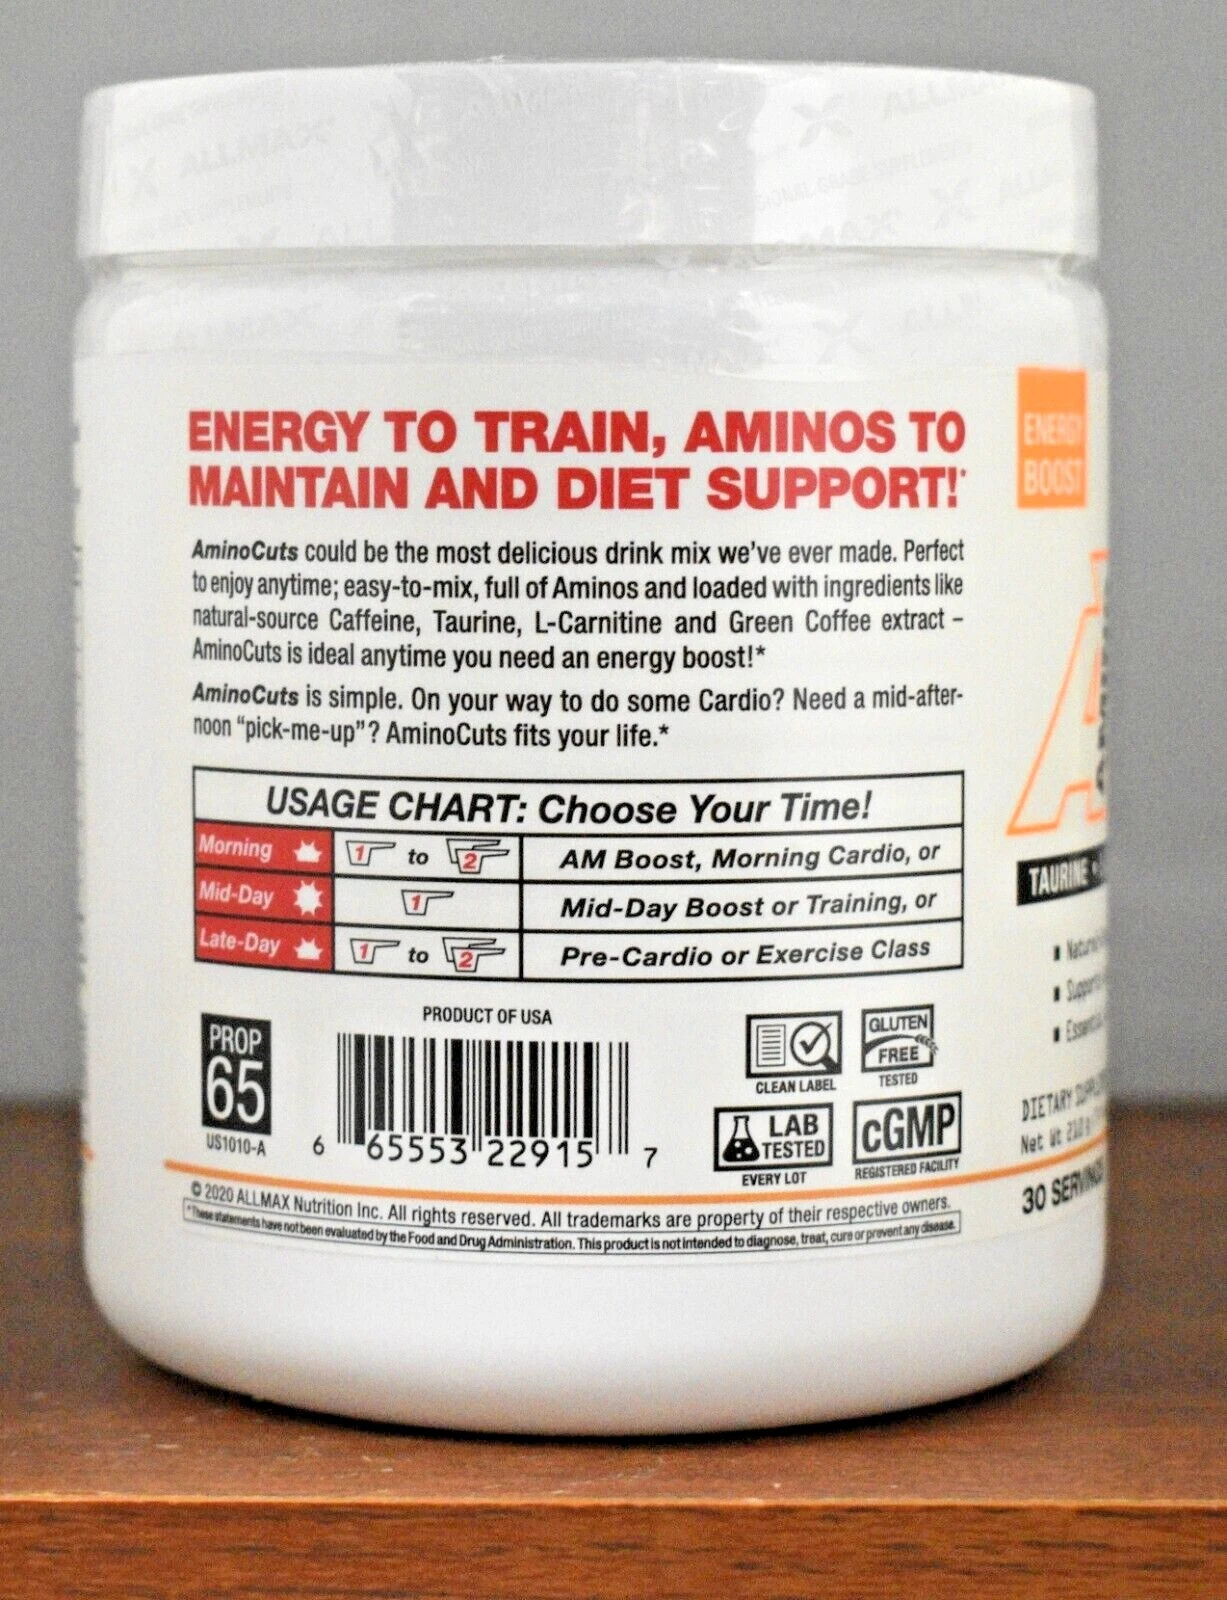 ALLMAX
ENERGY TO TRAIN, AMINOS TO
MAINTAIN AND DIET SUPPORT!*
AminoCuts could be the most delicious drink mix we've ever made. Perfect
to enjoy anytime; easy-to-mix, full of Aminos and loaded with ingredients like
natural-source Caffeine, Taurine, L-Carnitine and Green Coffee extract –
AminoCuts is ideal anytime you need an energy boost!*
AminoCuts is simple. On your way to do some Cardio? Need a mid-after-
noon "pick-me-up"? AminoCuts fits your life.*
USAGE CHART: Choose Your Time!
Morning 1 to 2 AM Boost, Morning Cardio, or
Mid-Day 1 Mid-Day Boost or Training, or
Late-Day 1 to 2 Pre-Cardio or Exercise Class
PROP
65
US1010-A
PRODUCT OF USA
6 65553 22915 7
CLEAN LABEL
GLUTEN
FREE
TESTED
LAB
TESTED
EVERY LOT
cGMP
REGISTERED FACILITY
© 2020 ALLMAX Nutrition Inc. All rights reserved. All trademarks are property of their respective owners.
*These statements have not been evaluated by the Food and Drug Administration. This product is not intended to diagnose, treat, cure or prevent any disease.
ENERGY
BOOST
A
TAURINE •
DIETARY
Net Wt 210 g
30 SERVINGS